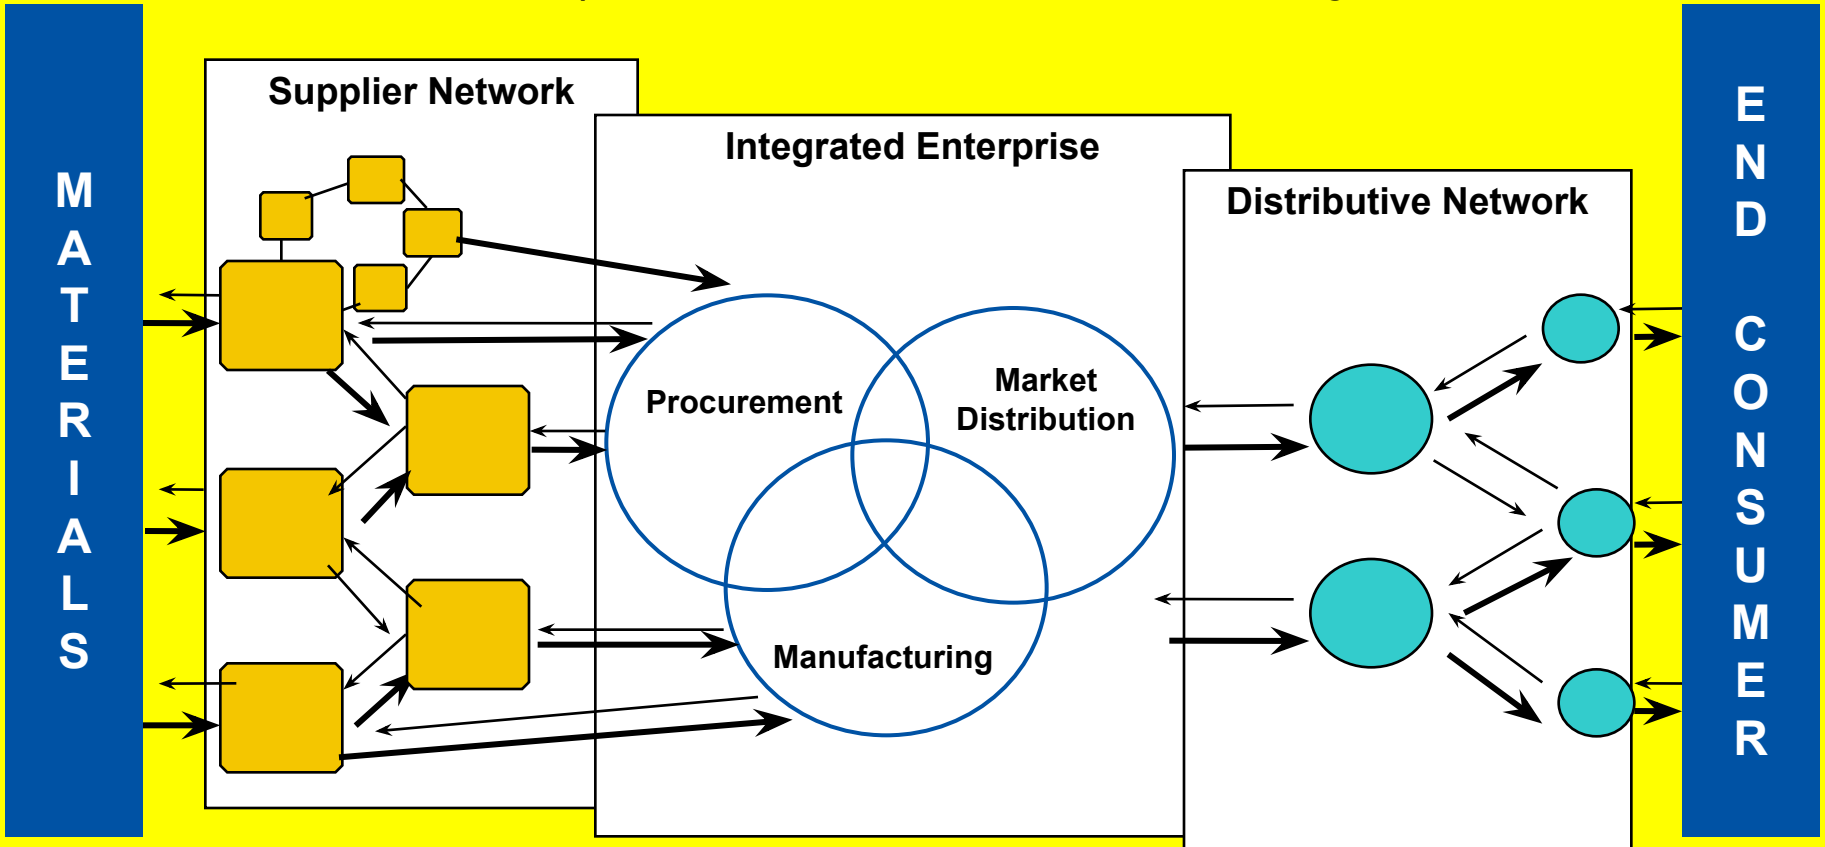 MATERIALS
Supplier Network
Integrated Enterprise
Distributive Network
Procurement
Market
Distribution
Manufacturing
END CONSUMER